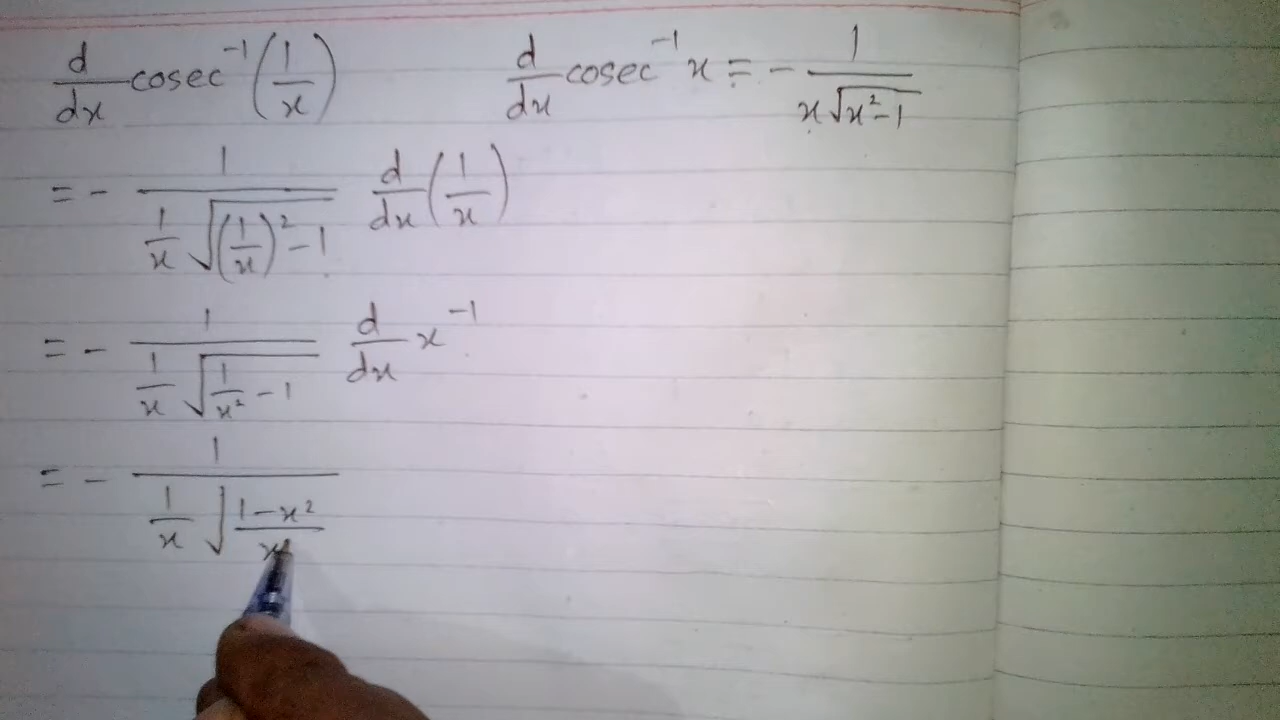 d/dx cosec⁻¹(1/x)    d/dx cosec⁻¹ x = - 1/(x√(x²-1))
= - 1/((1/x)√((1/x)²-1)) d/dx (1/x)
= - 1/((1/x)√(1/x²-1)) d/dx x⁻¹
= - 1/((1/x)√((1-x²)/x²))